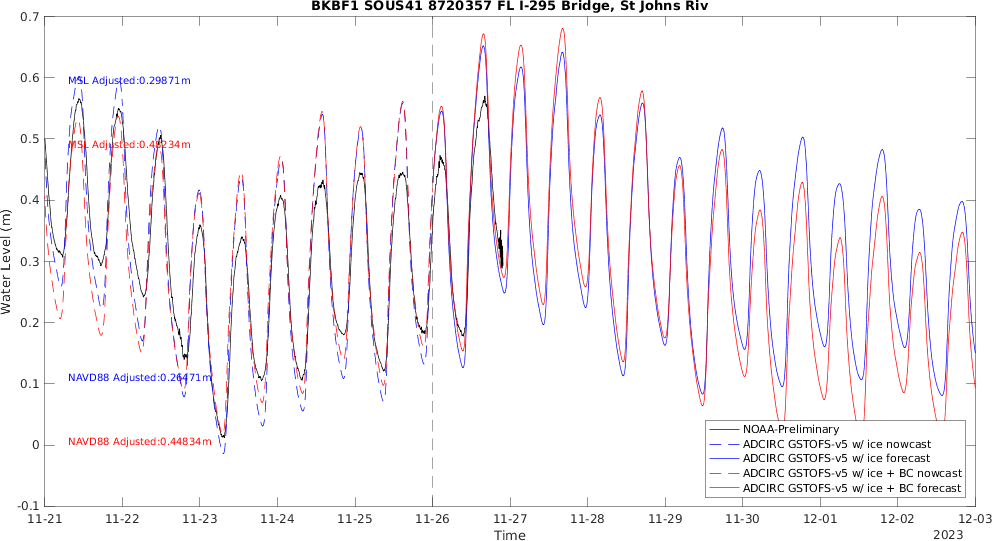 BKBF1 SOUS41 8720357 FL I-295 Bridge, St Johns Riv
0.7
0.6
0.5
0.4
0.3
0.2
0.1
0
-0.1
Water Level (m)
MSL Adjusted:0.29871m
MSL Adjusted:0.48234m
NAVD88 Adjusted:0.26471m
NAVD88 Adjusted:0.44834m
NOAA-Preliminary
ADCIRC GSTOFS-v5 w/ ice nowcast
ADCIRC GSTOFS-v5 w/ ice forecast
ADCIRC GSTOFS-v5 w/ ice + BC nowcast
ADCIRC GSTOFS-v5 w/ ice + BC forecast
11-21 11-22 11-23 11-24 11-25 11-26 11-27 11-28 11-29 11-30 12-01 12-02 12-03
Time
2023